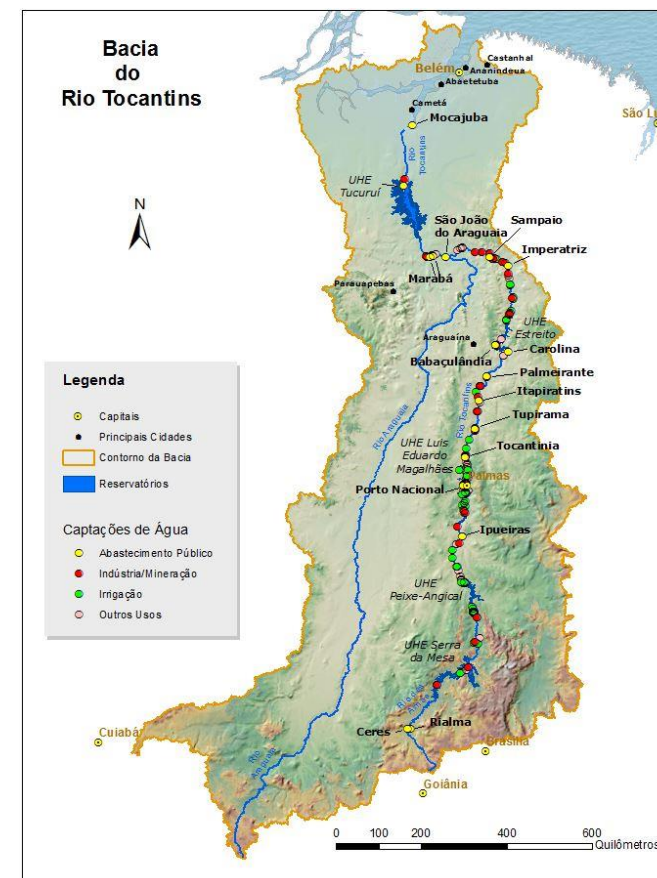 Bacia
do
Rio Tocantins
N
Belém
Castanhal
Ananindeua
Abaetetuba
Cametá
Mocajuba
São Lu
Rio
Tocantins
UHE
Tucuruí
São João
do Araguaia
Sampaio
Imperatriz
Marabá
Parauapebas
UHE
Estreito
Araguaína
Babaçulândia
Carolina
Palmeirante
Itapiratins
Rio Tocantins
Rio Araguaia
Tupirama
UHE Luis
Eduardo
Magalhães
Tocantinia
Palmas
Porto Nacional
Ipueiras
UHE
Peixe-Angical
UHE Serra
da Mesa
Ceres
Rialma
Cuiabá
Rio
Araguaia
Brasília
Goiânia
Legenda
Capitais
Principais Cidades
Contorno da Bacia
Reservatórios
Captações de Água
Abastecimento Público
Indústria/Mineração
Irrigação
Outros Usos
0 100 200 400 600
Quilômetros